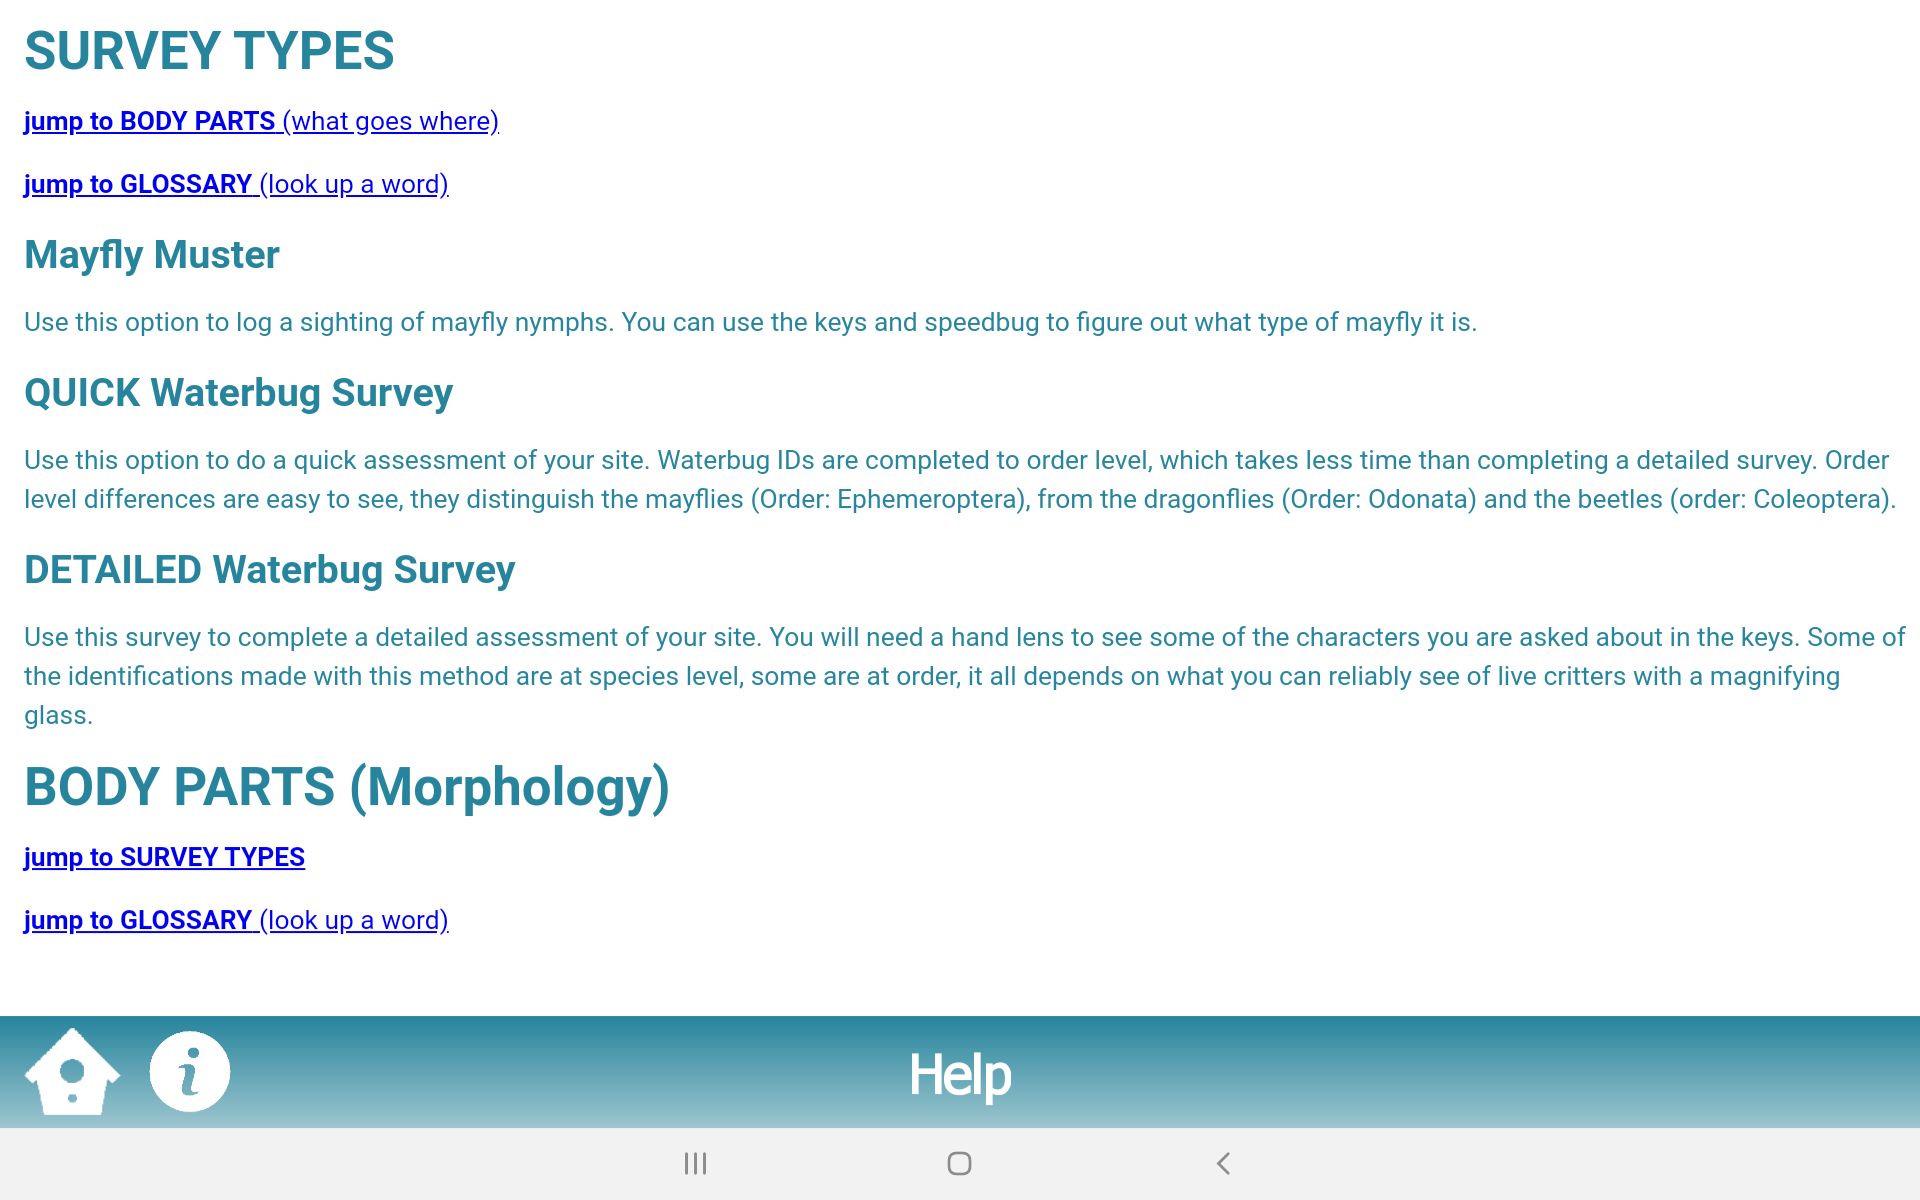 SURVEY TYPES
jump to BODY PARTS (what goes where)
jump to GLOSSARY (look up a word)
Mayfly Muster
Use this option to log a sighting of mayfly nymphs. You can use the keys and speedbug to figure out what type of mayfly it is.
QUICK Waterbug Survey
Use this option to do a quick assessment of your site. Waterbug IDs are completed to order level, which takes less time than completing a detailed survey. Order
level differences are easy to see, they distinguish the mayflies (Order: Ephemeroptera), from the dragonflies (Order: Odonata) and the beetles (order: Coleoptera).
DETAILED Waterbug Survey
Use this survey to complete a detailed assessment of your site. You will need a hand lens to see some of the characters you are asked about in the keys. Some of
the identifications made with this method are at species level, some are at order, it all depends on what you can reliably see of live critters with a magnifying
glass.
BODY PARTS (Morphology)
jump to SURVEY TYPES
jump to GLOSSARY (look up a word)
Help